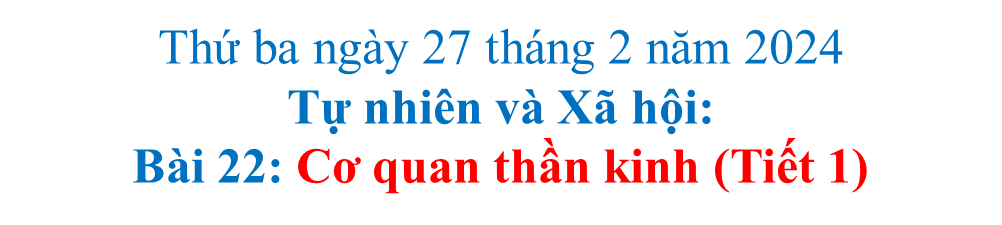 Thứ ba ngày 27 tháng 2 năm 2024
Tự nhiên và Xã hội:
Bài 22: Cơ quan thần kinh (Tiết 1)